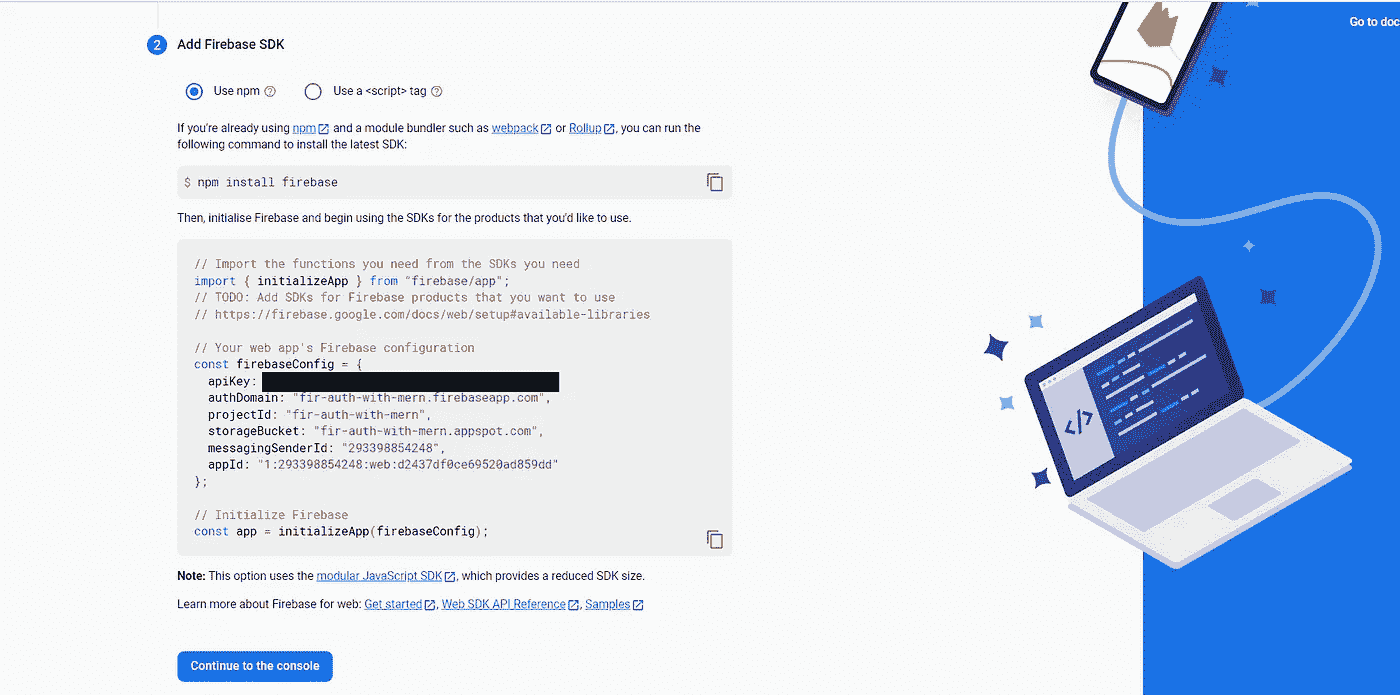 Go to doc
2 Add Firebase SDK
Use npm Use a <script> tag
If you're already using npm and a module bundler such as webpack or Rollup, you can run the
following command to install the latest SDK:
$ npm install firebase
Then, initialise Firebase and begin using the SDKs for the products that you'd like to use.
// Import the functions you need from the SDKs you need
import { initializeApp } from "firebase/app";
// TODO: Add SDKs for Firebase products that you want to use
// https://firebase.google.com/docs/web/setup#available-libraries
// Your web app's Firebase configuration
const firebaseConfig = {
apiKey:
authDomain: "fir-auth-with-mern.firebaseapp.com",
projectId: "fir-auth-with-mern",
storageBucket: "fir-auth-with-mern.appspot.com",
messagingSenderId: "293398854248",
appId: "1:293398854248:web:d2437df0ce69520ad859dd"
};
// Initialize Firebase
const app = initializeApp(firebaseConfig);
Note: This option uses the modular JavaScript SDK, which provides a reduced SDK size.
Learn more about Firebase for web: Get started, Web SDK API Reference, Samples
Continue to the console